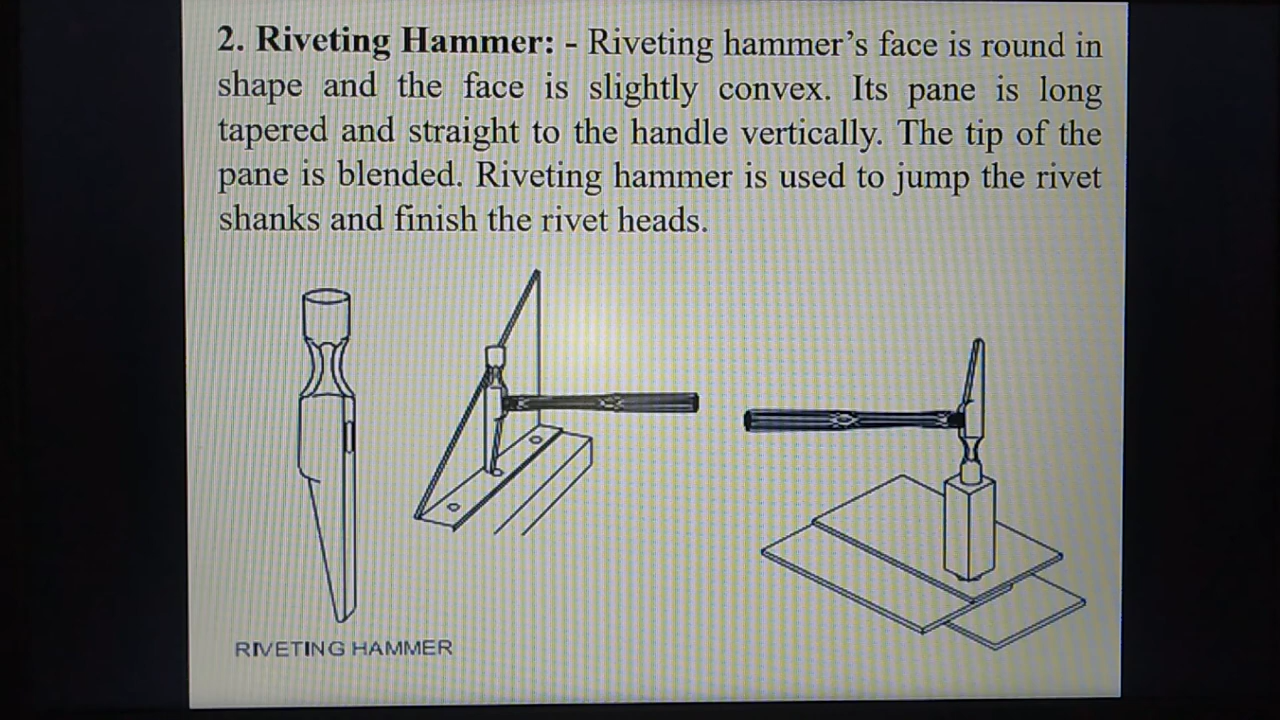 2. Riveting Hammer: - Riveting hammer’s face is round in
shape and the face is slightly convex. Its pane is long
tapered and straight to the handle vertically. The tip of the
pane is blended. Riveting hammer is used to jump the rivet
shanks and finish the rivet heads.
RIVETING HAMMER